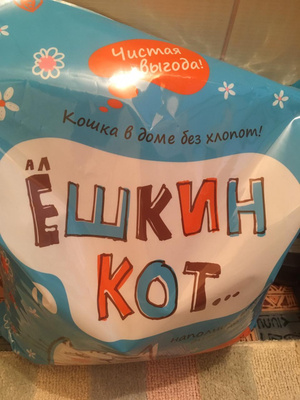 Чистая
выгода!
Кошка в доме без хлопот!
ЁШКИН
КОТ...